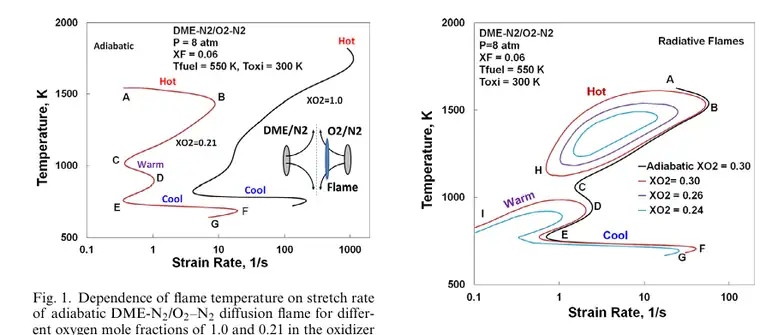 2000
1500
1000
500
Temperature, K
0.1
1
10
100
1000
Strain Rate, 1/s
DME-N2/O2-N2
P = 8 atm
XF = 0.06
Tfuel = 550 K, Toxi = 300 K
Adiabatic
Hot
Hot
A
B
XO2=1.0
XO2=0.21
DME/N2
O2/N2
Flame
C
Warm
D
E
Cool
Cool
F
G
Fig. 1. Dependence of flame temperature on stretch rate
of adiabatic DME-N2/O2–N2 diffusion flame for differ-
ent oxygen mole fractions of 1.0 and 0.21 in the oxidizer
2000
1500
1000
500
Temperature, K
0.1
1
10
100
Strain Rate, 1/s
DME-N2/O2-N2
P=8 atm
XF = 0.06
Tfuel = 550 K
Toxi = 300 K
Radiative Flames
A
Hot
B
H
Adiabatic XO2 = 0.30
XO2= 0.30
XO2 = 0.26
XO2 = 0.24
C
Warm
I
D
E
Cool
F
G